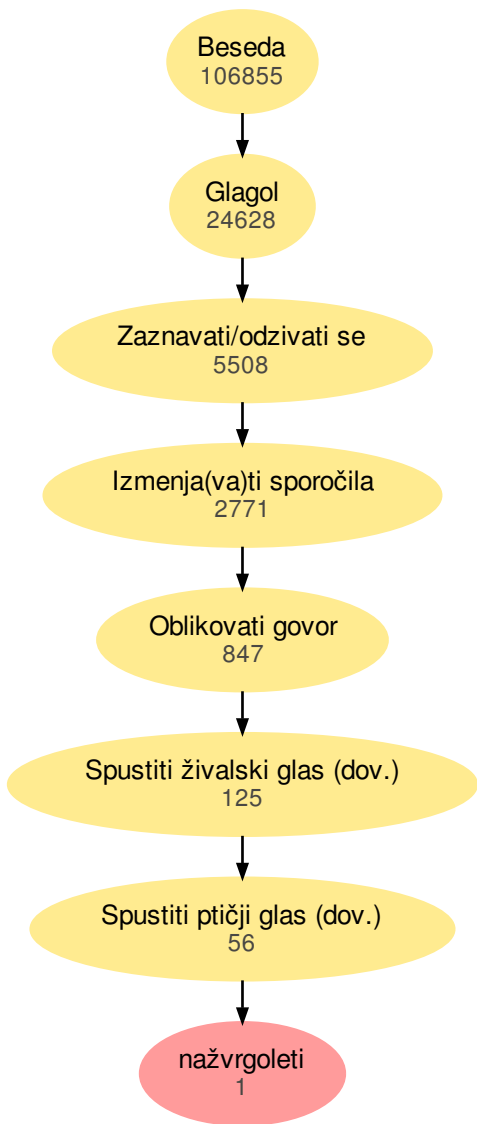 Beseda
106855
Glagol
24628
Zaznavati/odzivati se
5508
Izmenja(va)ti sporočila
2771
Oblikovati govor
847
Spustiti živalski glas (dov.)
125
Spustiti ptičji glas (dov.)
56
nažvrgoleti
1